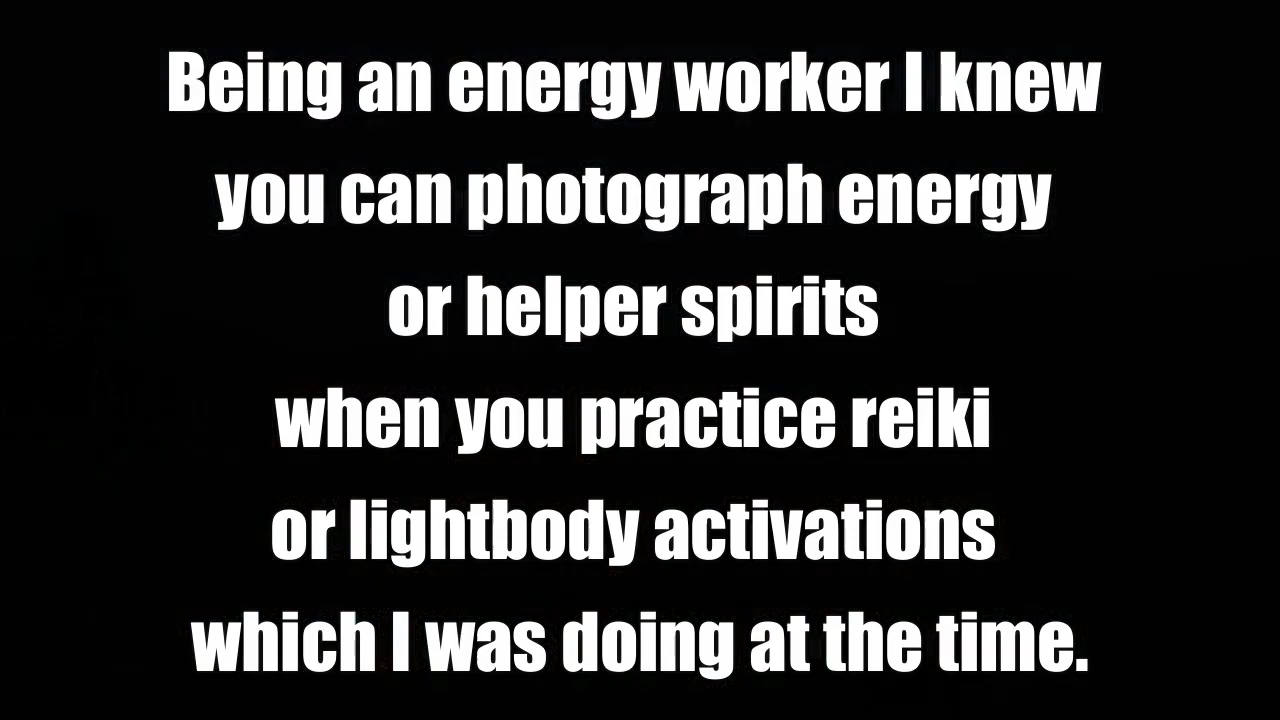 Being an energy worker I knew
you can photograph energy
or helper spirits
when you practice reiki
or lightbody activations
which I was doing at the time.